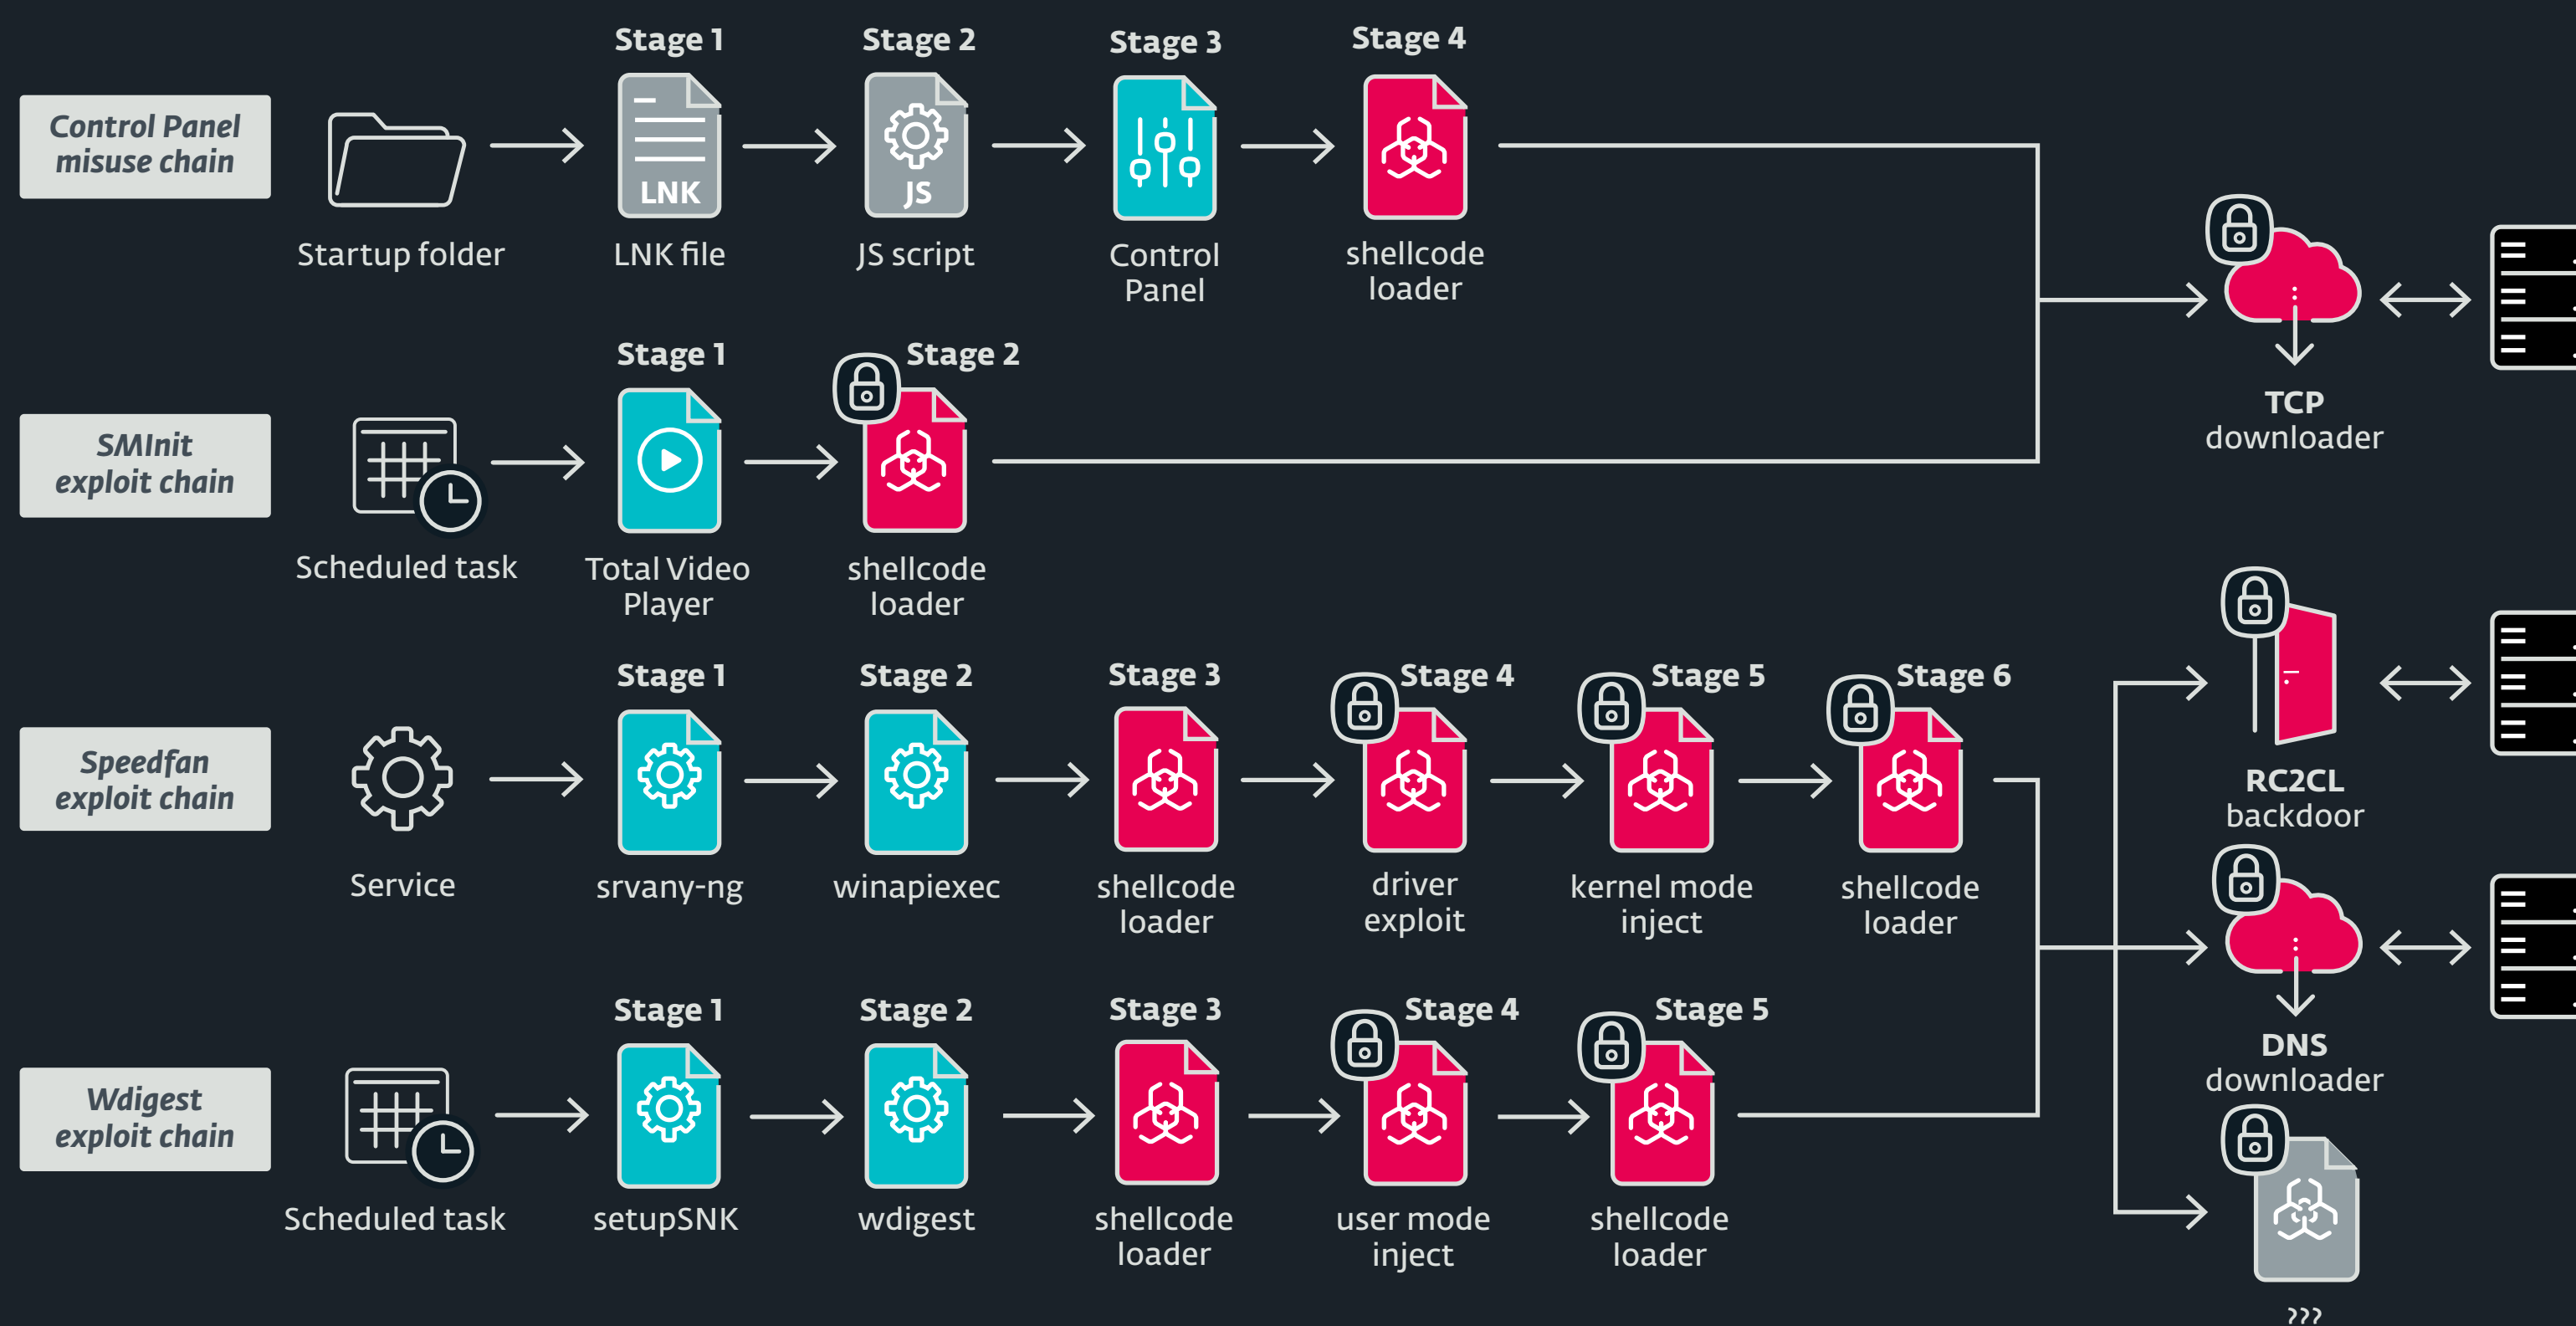 Stage 1
Stage 2
Stage 3
Stage 4
Control Panel
misuse chain
LNK
JS
Startup folder
LNK file
JS script
Control
Panel
shellcode
loader
TCP
downloader
Stage 1
Stage 2
SMInit
exploit chain
Scheduled task
Total Video
Player
shellcode
loader
Stage 1
Stage 2
Stage 3
Stage 4
Stage 5
Stage 6
Speedfan
exploit chain
Service
srvany-ng
winapiexec
shellcode
loader
driver
exploit
kernel mode
inject
shellcode
loader
RC2CL
backdoor
Stage 1
Stage 2
Stage 3
Stage 4
Stage 5
Wdigest
exploit chain
Scheduled task
setupSNK
wdigest
shellcode
loader
user mode
inject
shellcode
loader
DNS
downloader
???